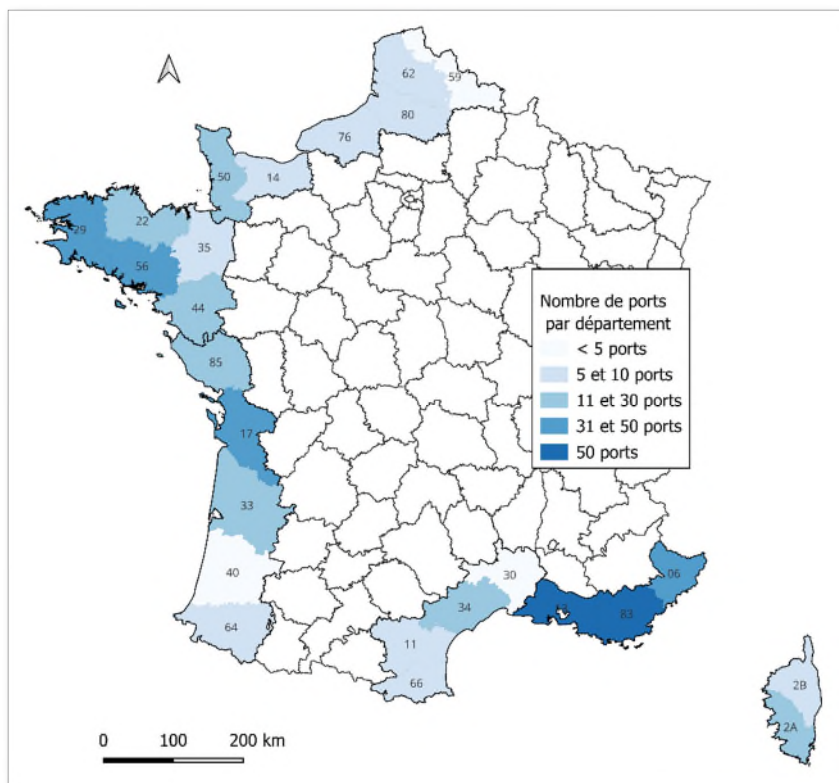 62
59
80
76
50
14
22
29
35
56
44
85
17
33
40
64
30
34
11
66
13
83
06
2B
2A
Nombre de ports
par département
< 5 ports
5 et 10 ports
11 et 30 ports
31 et 50 ports
50 ports
0 100 200 km